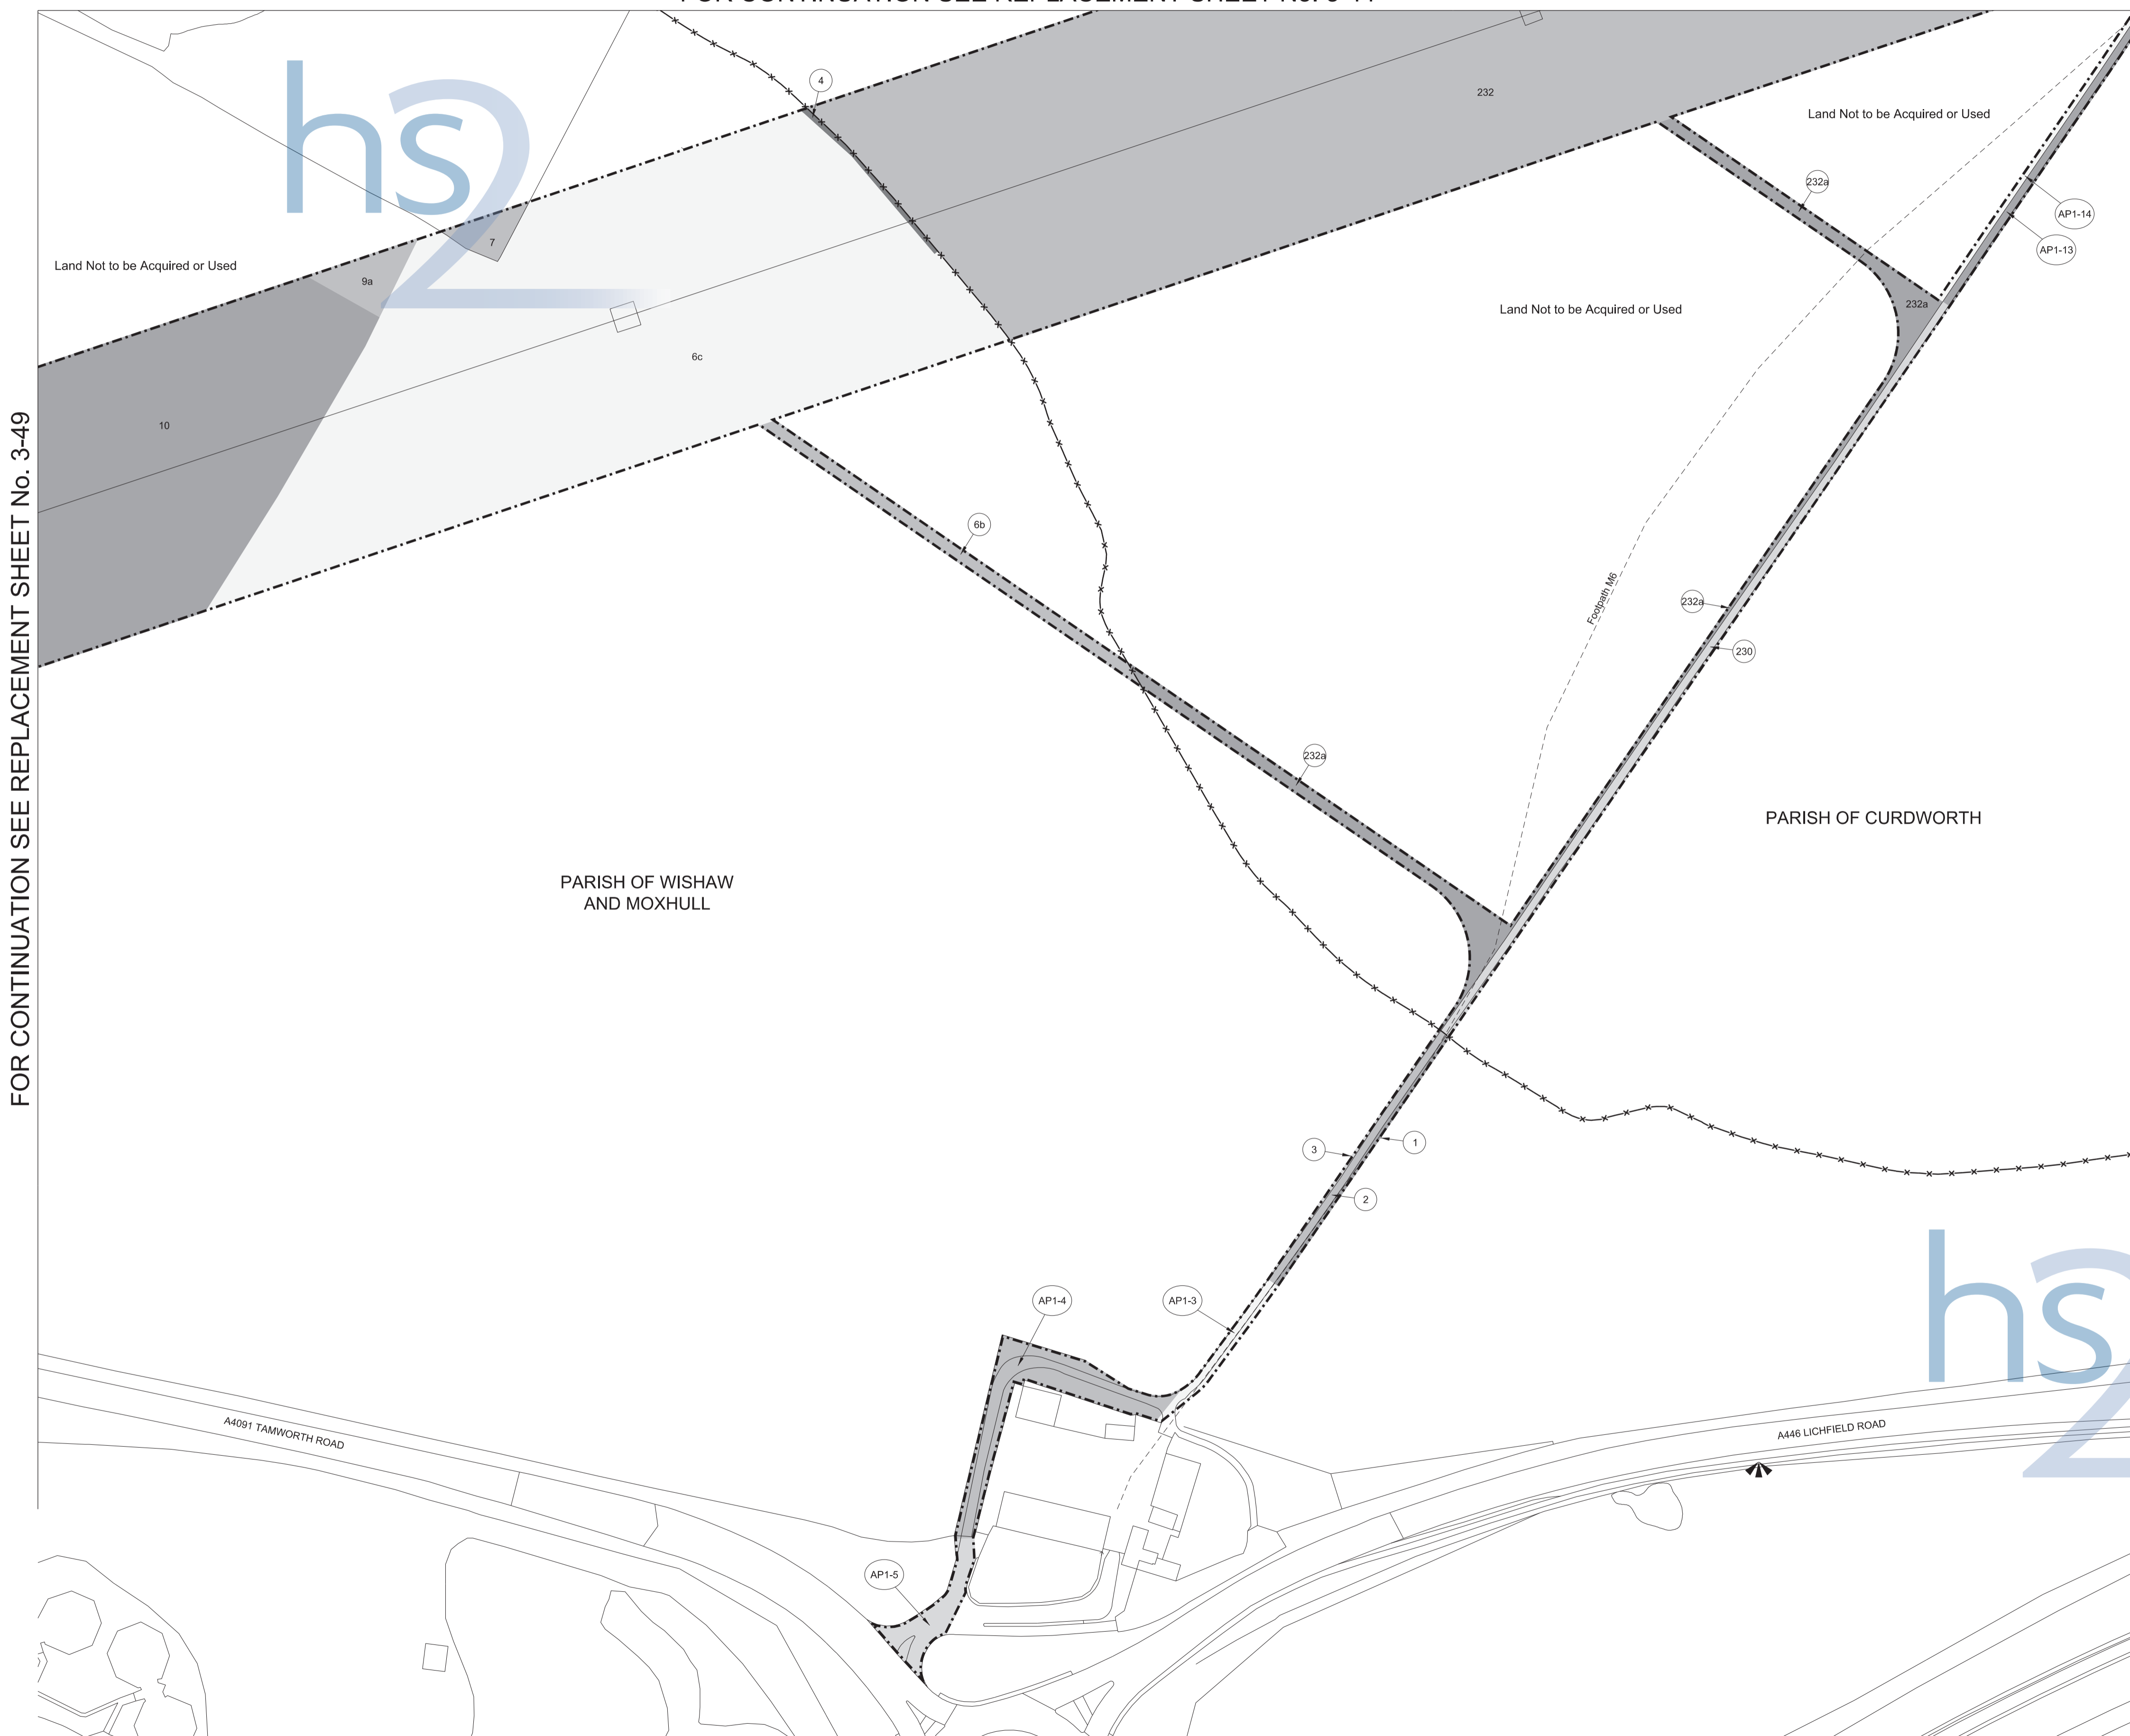 hs2
4
232
Land Not to be Acquired or Used
232a
AP1-14
AP1-13
7
Land Not to be Acquired or Used
9a
232a
Land Not to be Acquired or Used
6c
10
FOR CONTINUATION SEE REPLACEMENT SHEET No. 3-49
6b
Footpath M6
232a
230
232a
PARISH OF CURDWORTH
PARISH OF WISHAW
AND MOXHULL
1
3
2
AP1-4
AP1-3
hs2
A4091 TAMWORTH ROAD
A446 LICHFIELD ROAD
AP1-5